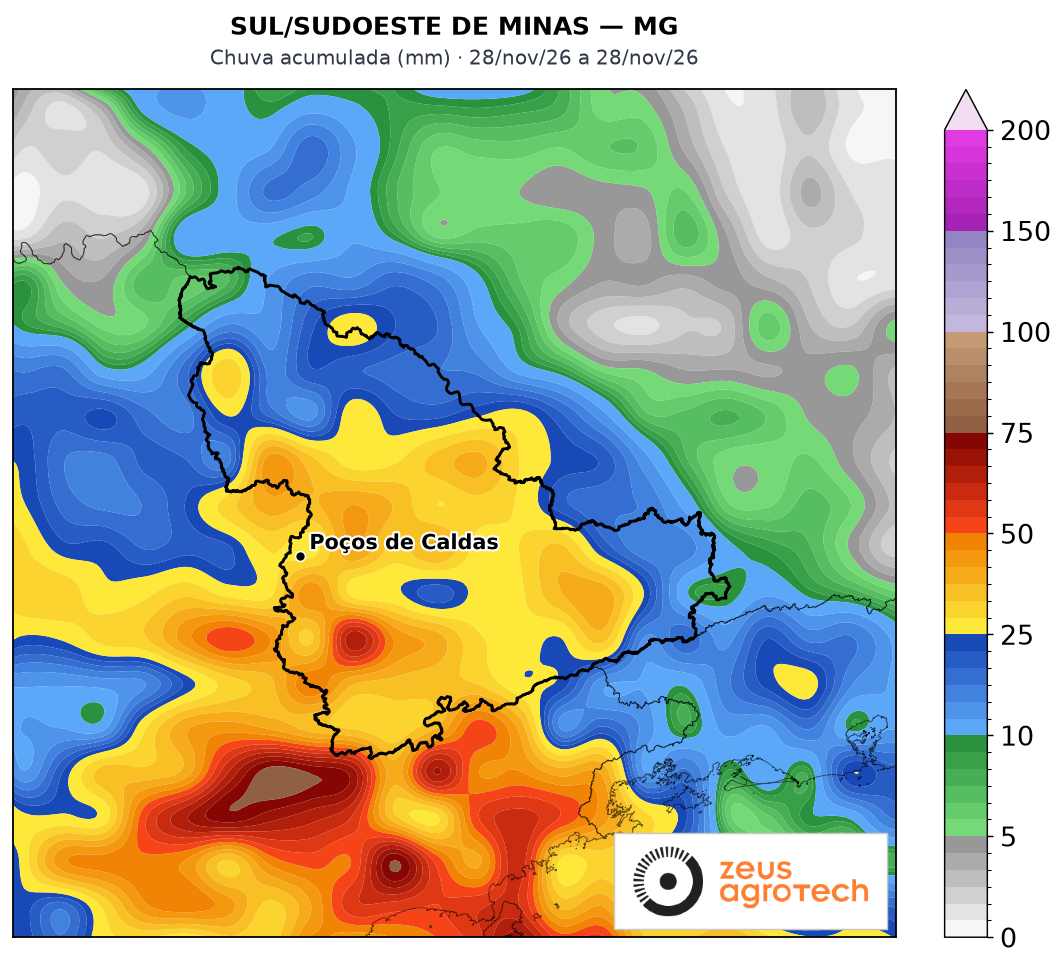 SUL/SUDOESTE DE MINAS — MG
Chuva acumulada (mm) · 28/nov/26 a 28/nov/26
200
150
100
75
50
25
10
5
0
Poços de Caldas
zeus
agrotech